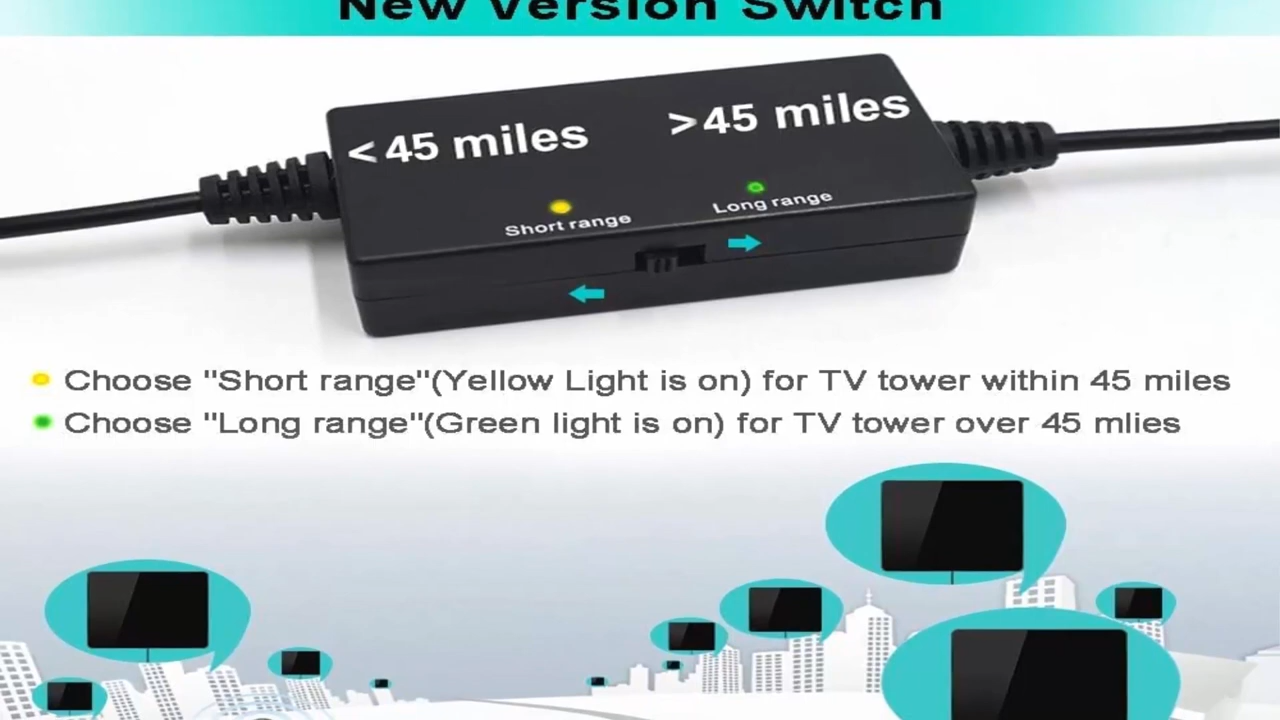 New Version Switch
<45 miles
>45 miles
Short range
Long range
Choose "Short range"(Yellow Light is on) for TV tower within 45 miles
Choose "Long range"(Green light is on) for TV tower over 45 mlies